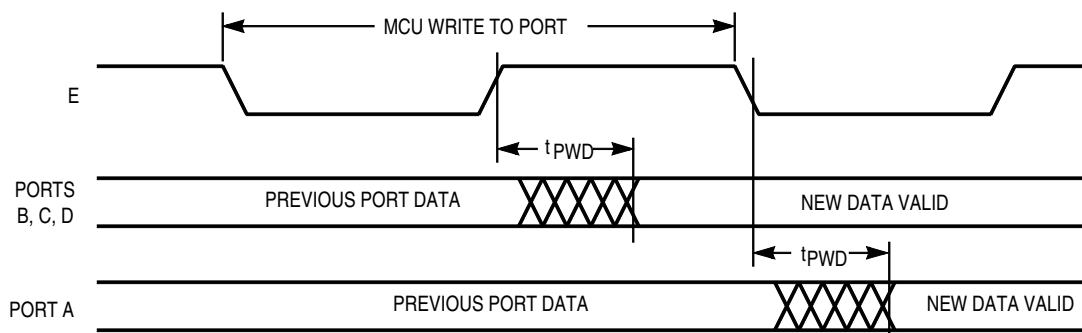 MCU WRITE TO PORT
E
tPWD
PORTS
B, C, D
PREVIOUS PORT DATA
NEW DATA VALID
tPWD
PORT A
PREVIOUS PORT DATA
NEW DATA VALID